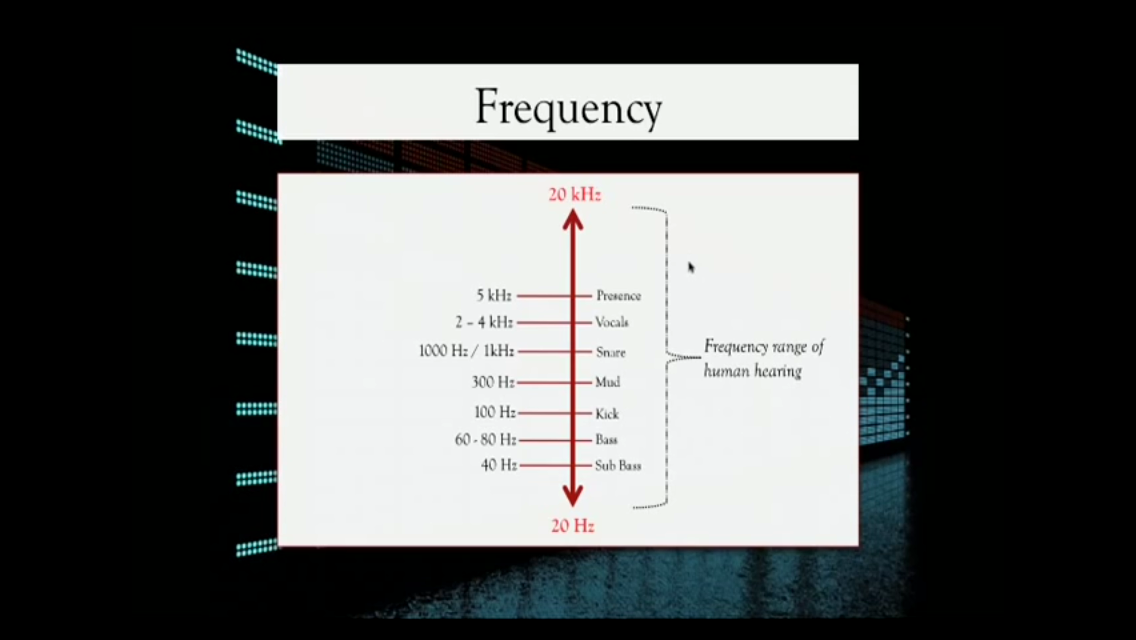 Frequency
20 kHz
5 kHz Presence
2 – 4 kHz Vocals
1000 Hz / 1kHz Snare
300 Hz Mud
100 Hz Kick
60 - 80 Hz Bass
40 Hz Sub Bass
20 Hz
Frequency range of
human hearing